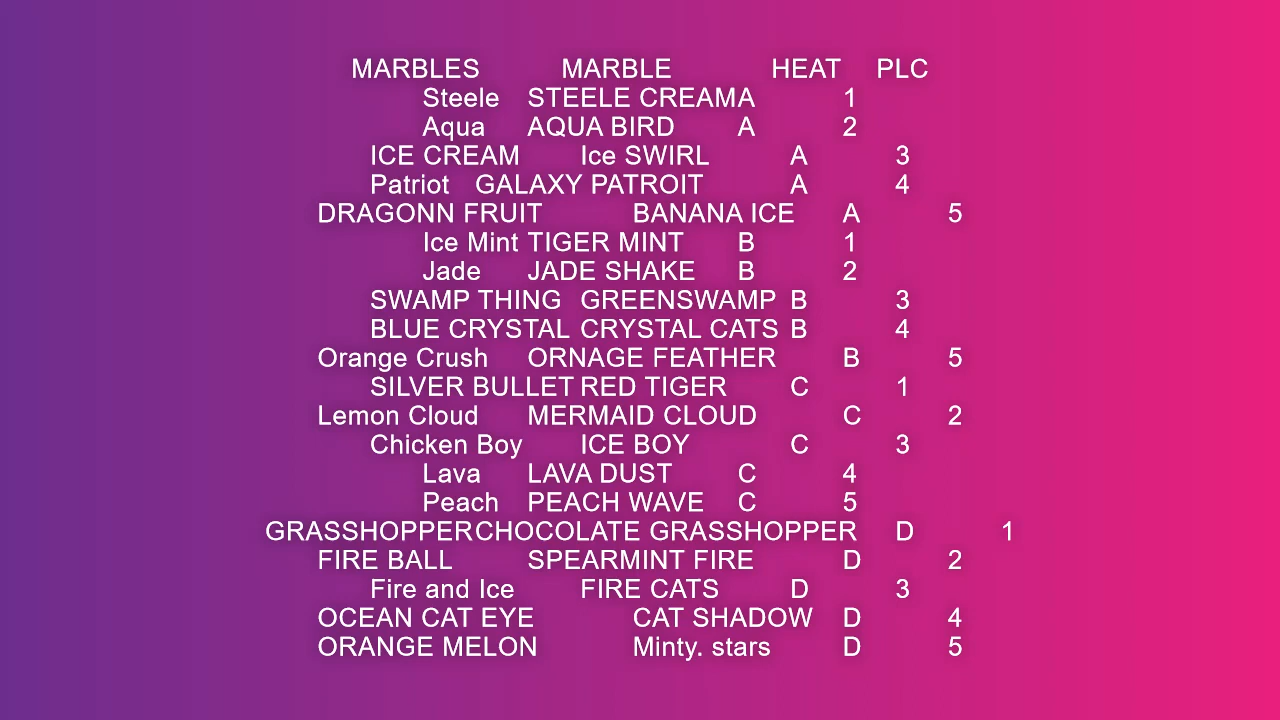 MARBLES MARBLE HEAT PLC
Steele STEELE CREAMA 1
Aqua AQUA BIRD A 2
ICE CREAM Ice SWIRL A 3
Patriot GALAXY PATROIT A 4
DRAGONN FRUIT BANANA ICE A 5
Ice Mint TIGER MINT B 1
Jade JADE SHAKE B 2
SWAMP THING GREENSWAMP B 3
BLUE CRYSTAL CRYSTAL CATS B 4
Orange Crush ORNAGE FEATHER B 5
SILVER BULLET RED TIGER C 1
Lemon Cloud MERMAID CLOUD C 2
Chicken Boy ICE BOY C 3
Lava LAVA DUST C 4
Peach PEACH WAVE C 5
GRASSHOPPERCHOCOLATE GRASSHOPPER D 1
FIRE BALL SPEARMINT FIRE D 2
Fire and Ice FIRE CATS D 3
OCEAN CAT EYE CAT SHADOW D 4
ORANGE MELON Minty. stars D 5